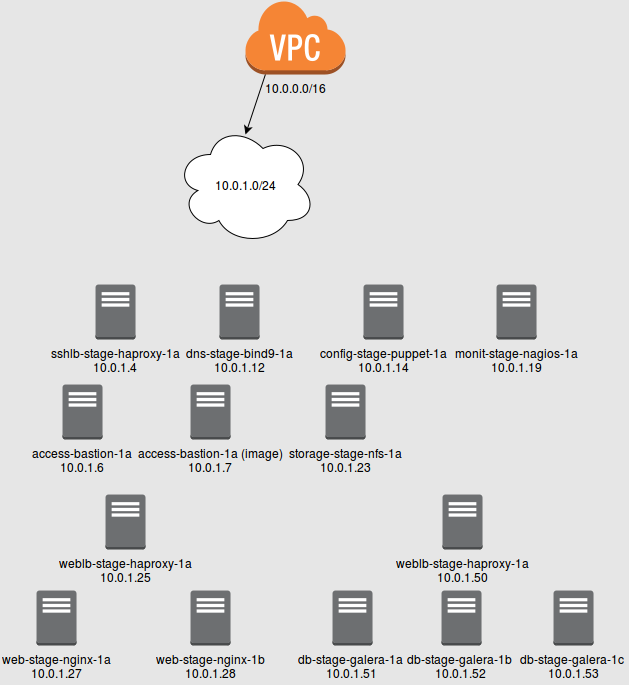 VPC
10.0.0.0/16
10.0.1.0/24
sshlb-stage-haproxy-1a dns-stage-bind9-1a config-stage-puppet-1a monit-stage-nagios-1a
10.0.1.4 10.0.1.12 10.0.1.14 10.0.1.19
access-bastion-1a access-bastion-1a (image) storage-stage-nfs-1a
10.0.1.6 10.0.1.7 10.0.1.23
weblb-stage-haproxy-1a weblb-stage-haproxy-1a
10.0.1.25 10.0.1.50
web-stage-nginx-1a web-stage-nginx-1b db-stage-galera-1a db-stage-galera-1b db-stage-galera-1c
10.0.1.27 10.0.1.28 10.0.1.51 10.0.1.52 10.0.1.53